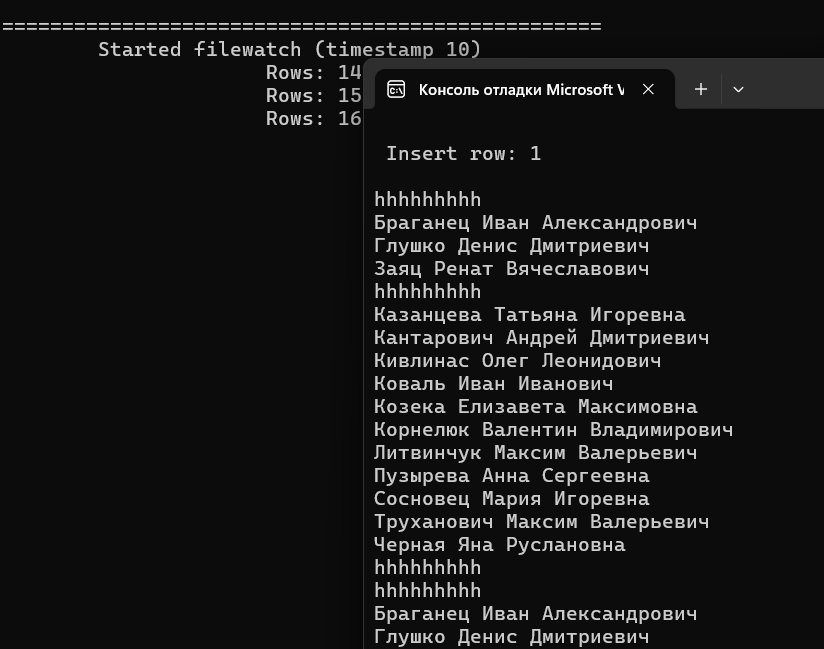 ==================================================
Started filewatch (timestamp 10)
Rows: 14
Rows: 15
Rows: 16
Консоль отладки Microsoft V
Insert row: 1
hhhhhhhhh
Браганец Иван Александрович
Глушко Денис Дмитриевич
Заяц Ренат Вячеславович
hhhhhhhhh
Казанцева Татьяна Игоревна
Кантарович Андрей Дмитриевич
Кивлинас Олег Леонидович
Коваль Иван Иванович
Козека Елизавета Максимовна
Корнелюк Валентин Владимирович
Литвинчук Максим Валерьевич
Пузырева Анна Сергеевна
Сосновец Мария Игоревна
Труханович Максим Валерьевич
Черная Яна Руслановна
hhhhhhhhh
hhhhhhhhh
Браганец Иван Александрович
Глушко Денис Дмитриевич